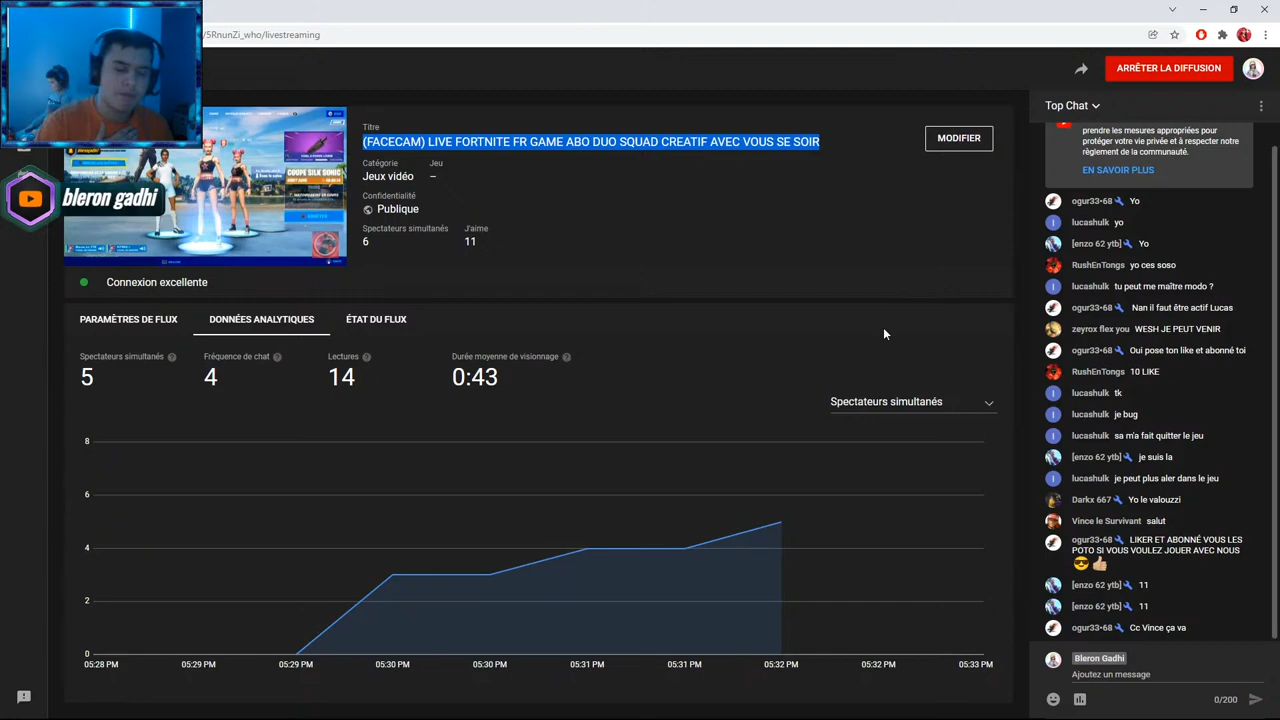 5RnunZi_who/livestreaming
ARRÊTER LA DIFFUSION
bleron gadhi
COUPE SILK SONIC
Titre
(FACECAM) LIVE FORTNITE FR GAME ABO DUO SQUAD CREATIF AVEC VOUS SE SOIR
MODIFIER
Catégorie
Jeu
Jeux vidéo
–
Confidentialité
Publique
Spectateurs simultanés
J'aime
6
11
Connexion excellente
PARAMÈTRES DE FLUX
DONNÉES ANALYTIQUES
ÉTAT DU FLUX
Spectateurs simultanés
Fréquence de chat
Lectures
Durée moyenne de visionnage
5
4
14
0:43
Spectateurs simultanés
8
6
4
2
0
05:28 PM
05:29 PM
05:29 PM
05:30 PM
05:30 PM
05:31 PM
05:31 PM
05:32 PM
05:32 PM
05:33 PM
Top Chat
prendre les mesures appropriées pour
protéger votre vie privée et à respecter notre
règlement de la communauté.
EN SAVOIR PLUS
ogur33•68 Yo
lucashulk yo
[enzo 62 ytb] Yo
RushEnTongs yo ces soso
lucashulk tu peut me maître modo ?
ogur33•68 Nan il faut être actif Lucas
zeyrox flex you WESH JE PEUT VENIR
ogur33•68 Oui pose ton like et abonné toi
RushEnTongs 10 LIKE
lucashulk tk
lucashulk je bug
lucashulk sa m'a fait quitter le jeu
[enzo 62 ytb] je suis la
lucashulk je peut plus aler dans le jeu
Darkx 667 Yo le valouzzi
Vince le Survivant salut
ogur33•68 LIKER ET ABONNÉ VOUS LES
POTO SI VOUS VOULEZ JOUER AVEC NOUS
😎👍🏼
[enzo 62 ytb] 11
[enzo 62 ytb] 11
ogur33•68 Cc Vince ça va
Bleron Gadhi
Ajoutez un message
0/200